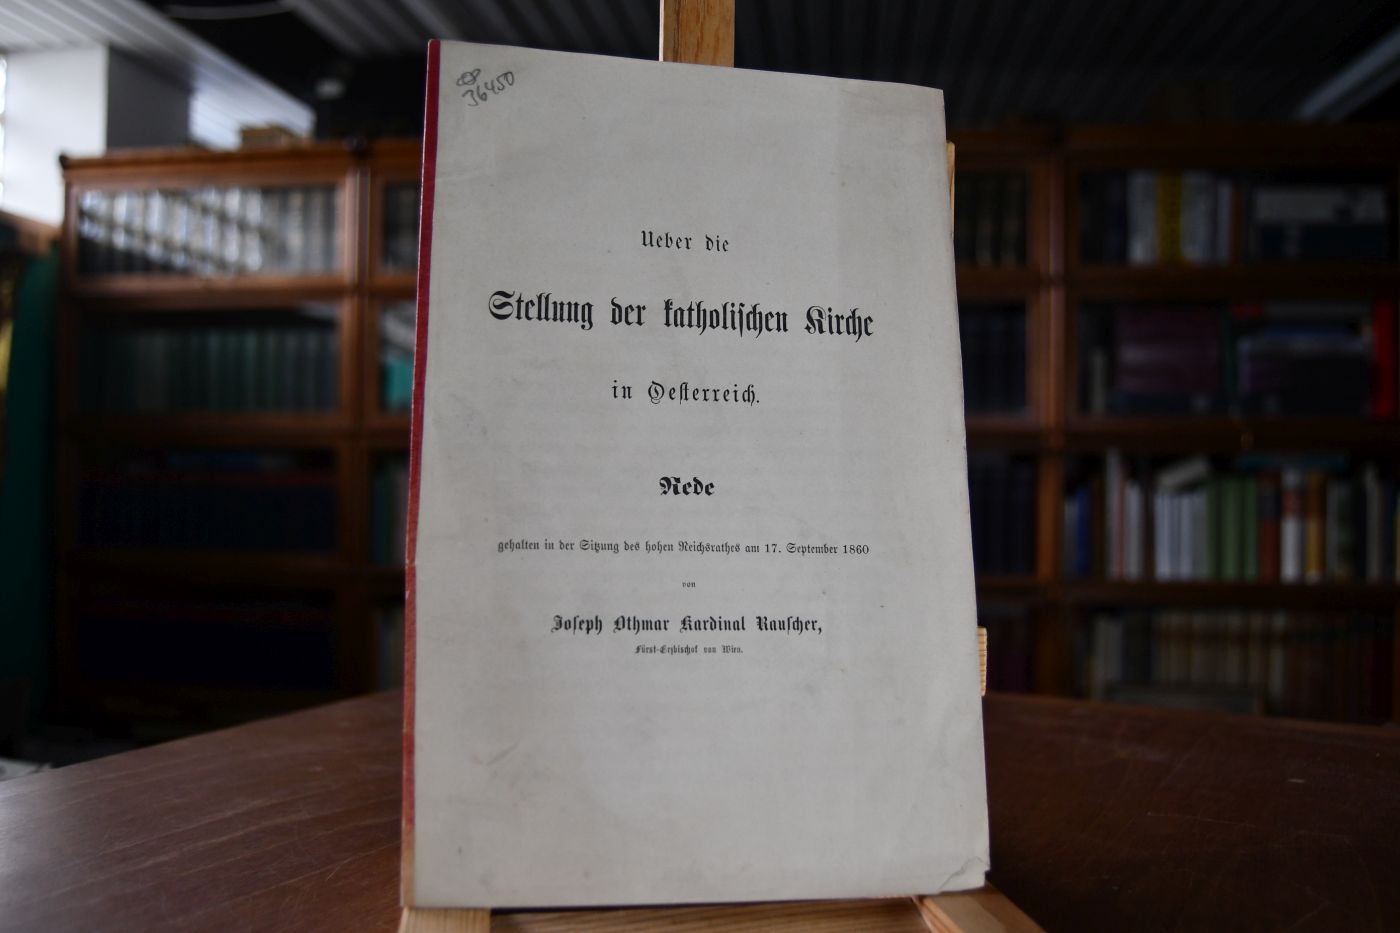 36450
Ueber die
Stellung der katholischen Kirche
in Oesterreich.
Rede
gehalten in der Sitzung des hohen Reichsrathes am 17. September 1860
von
Joseph Othmar Kardinal Rauscher,
Fürst-Erzbischof von Wien.